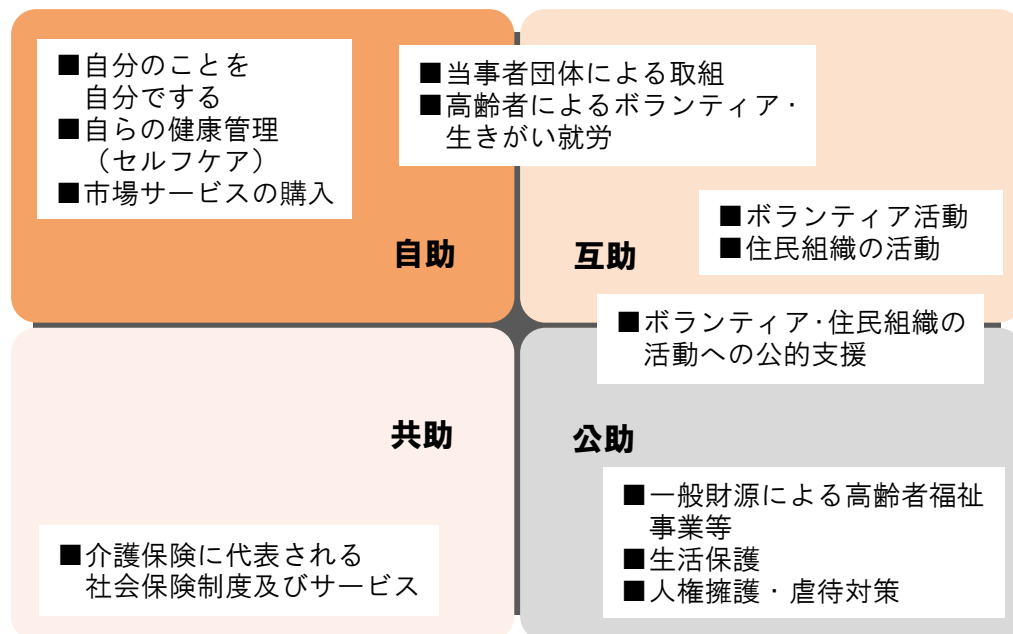 ■自分のことを
自分でする
■自らの健康管理
（セルフケア）
■市場サービスの購入
■当事者団体による取組
■高齢者によるボランティア・
生きがい就労
■ボランティア活動
■住民組織の活動
自助
互助
■ボランティア・住民組織の
活動への公的支援
共助
公助
■介護保険に代表される
社会保険制度及びサービス
■一般財源による高齢者福祉
事業等
■生活保護
■人権擁護・虐待対策